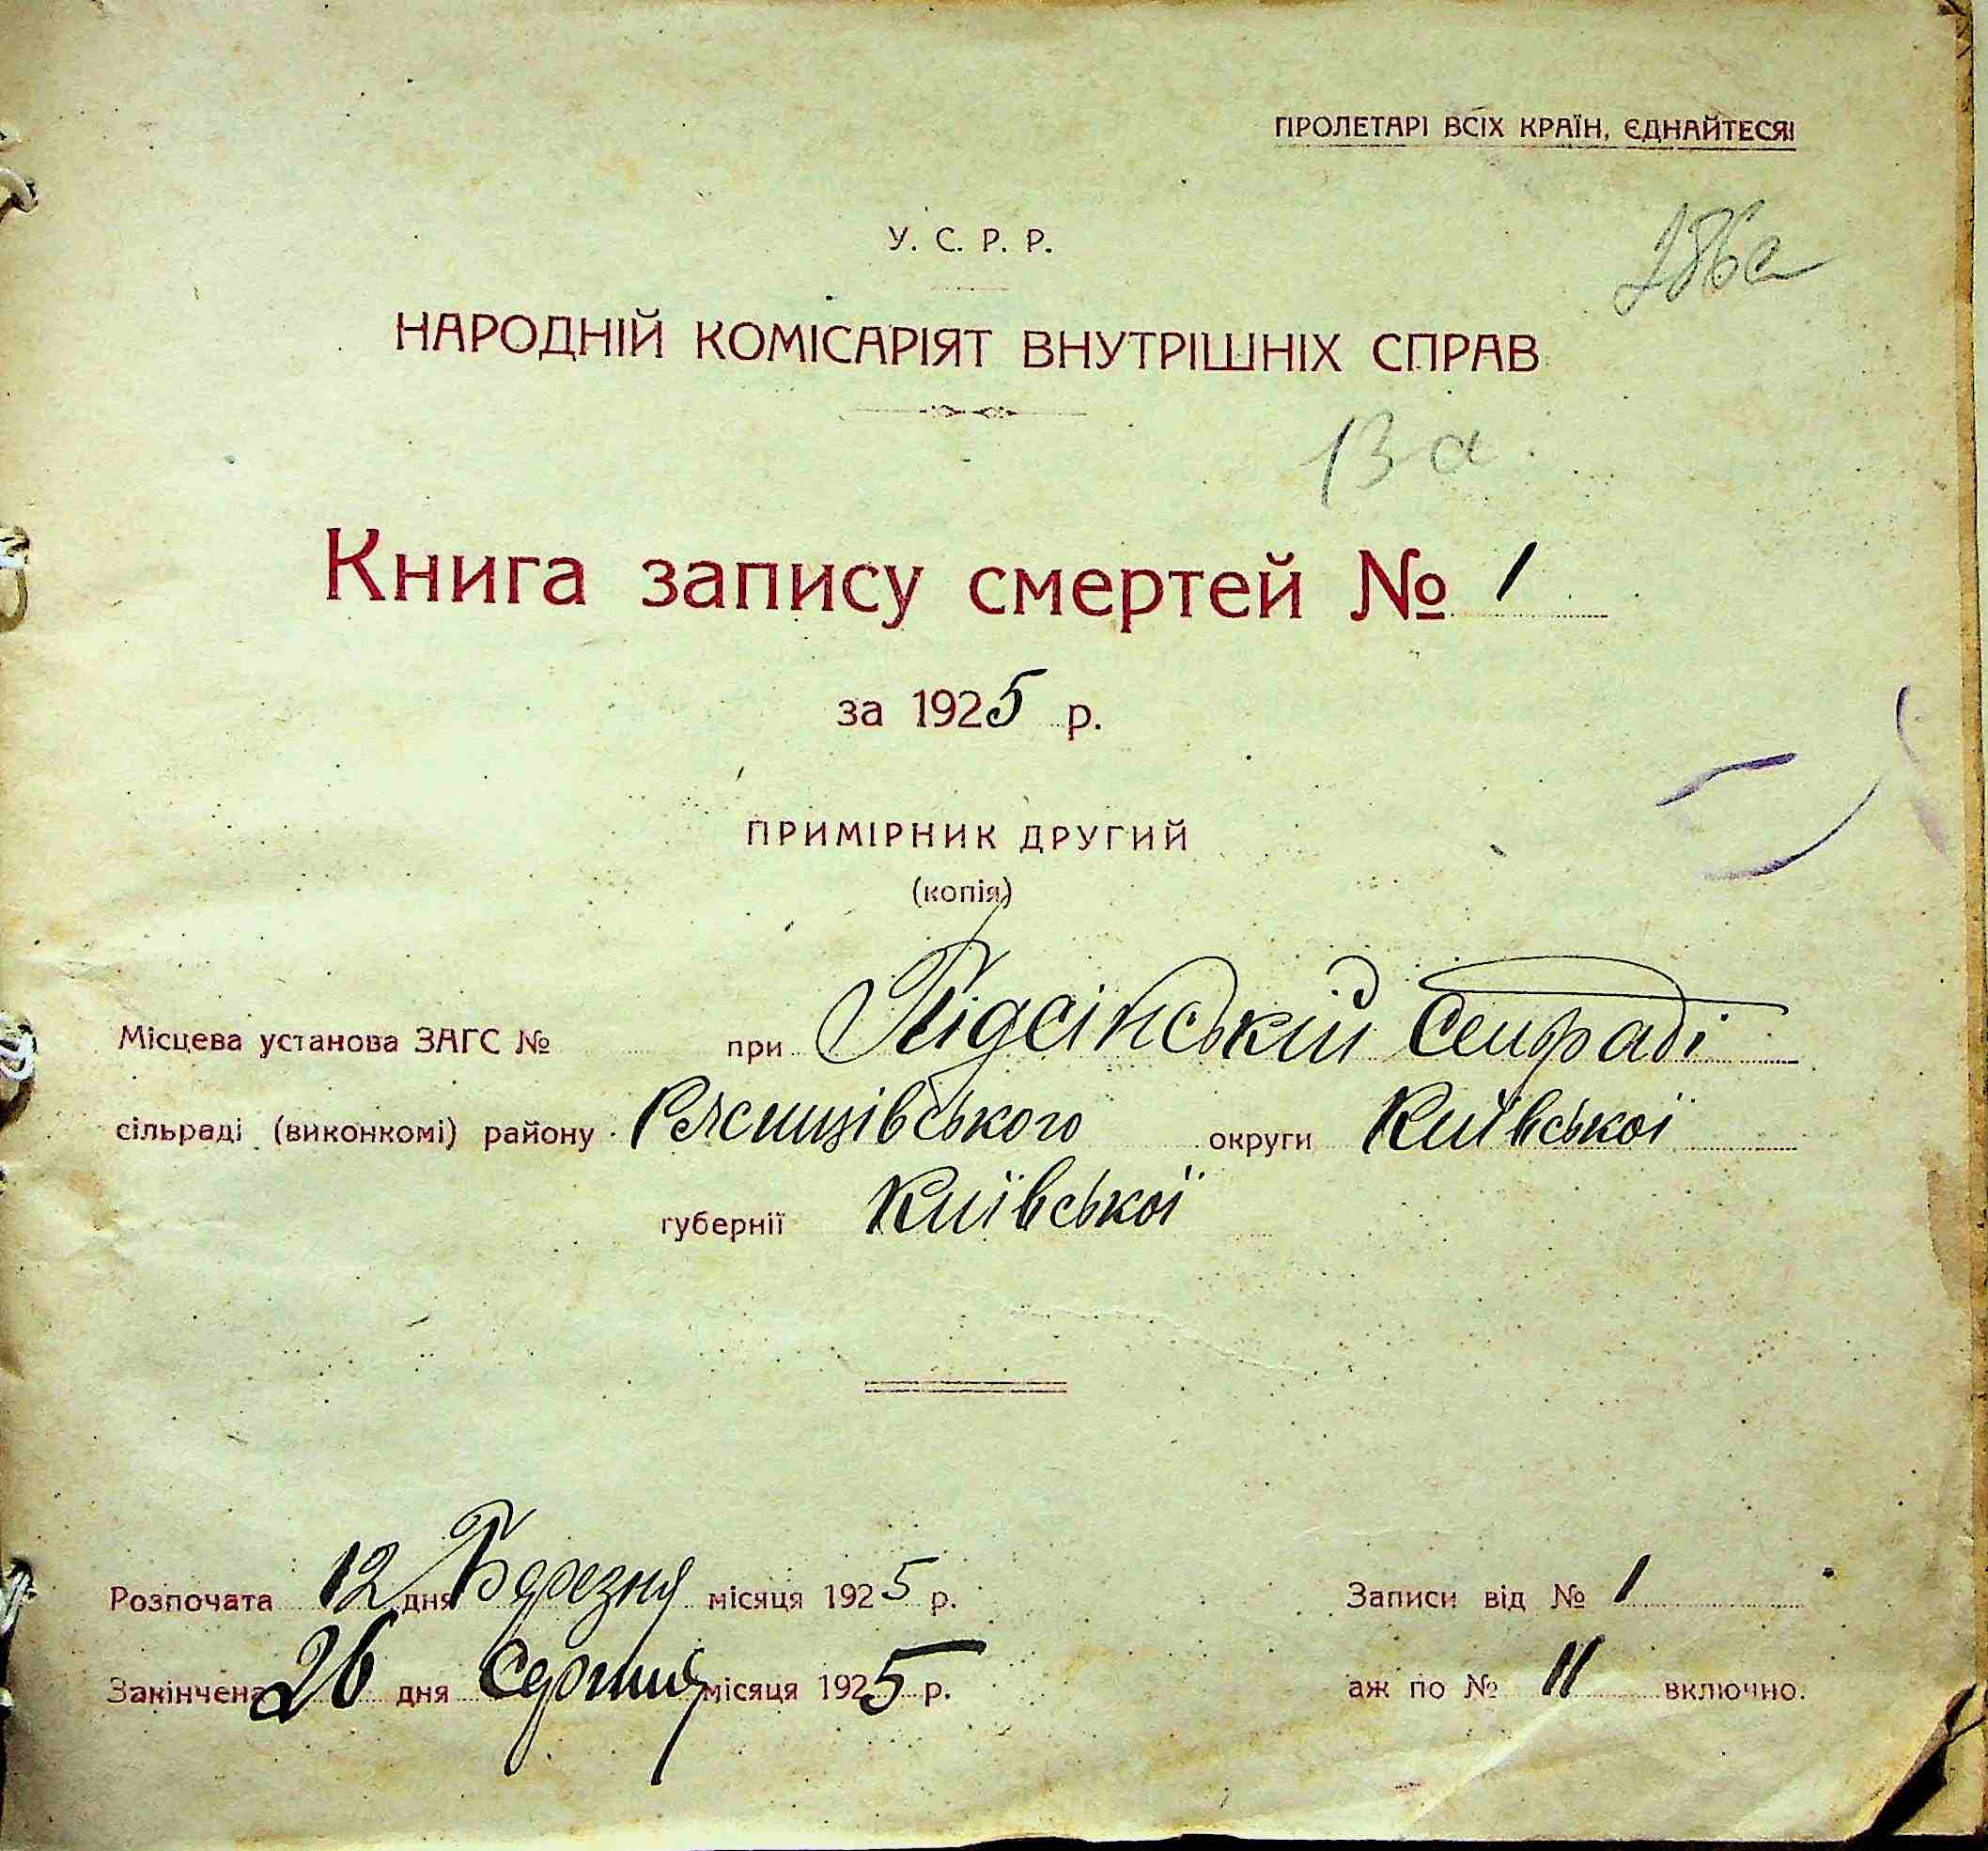 ПРОЛЕТАРІ ВСІХ КРАЇН, ЄДНАЙТЕСЯ!
У. С. Р. Р.
286а
НАРОДНІЙ КОМІСАРІЯТ ВНУТРІШНІХ СПРАВ
13 а
Книга запису смертей № 1
за 1925 р.
ПРИМІРНИК ДРУГИЙ
(копія)
Місцева установа ЗАГС № при Підсінській
сільраді (виконкомі) району округи Київської
губернії Київської
Розпочата 12 дня Березня місяця 1925 р. Записи від № 1
Закінчена 26 дня Серпня місяця 1925 р. аж по № 11 включно.